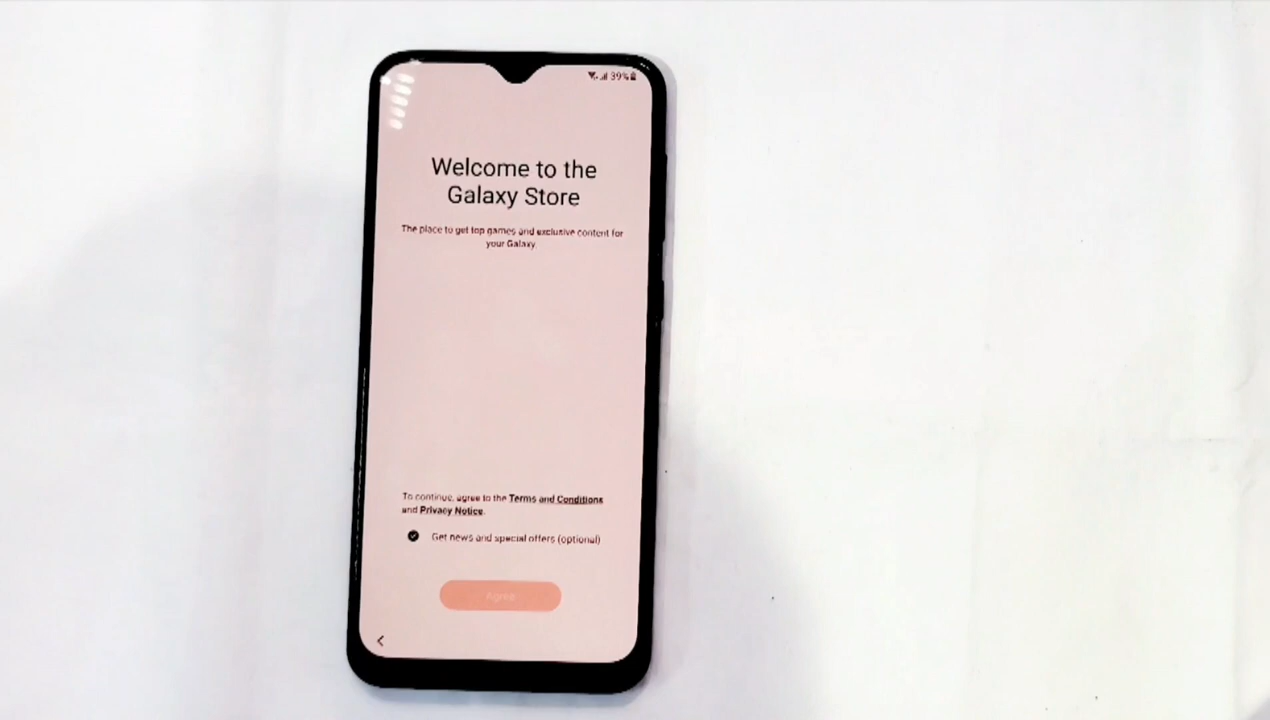 39%
Welcome to the
Galaxy Store
The place to get top games and exclusive content for
your Galaxy.
To continue, agree to the Terms and Conditions
and Privacy Notice.
Get news and special offers (optional)
Agree